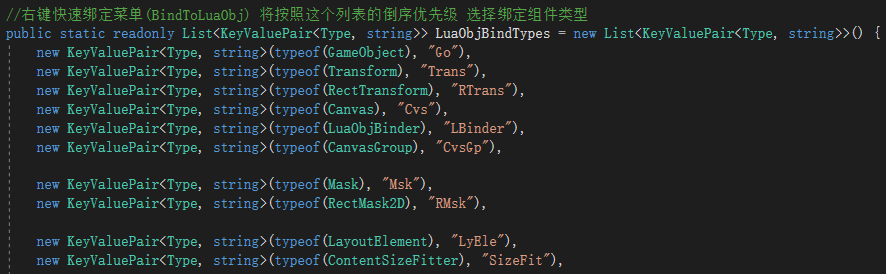 //右键快速绑定菜单(BindToLuaObj) 将按照这个列表的倒序优先级 选择绑定组件类型
public static readonly List<KeyValuePair<Type, string>> LuaObjBindTypes = new List<KeyValuePair<Type, string>>() {
new KeyValuePair<Type, string>(typeof(GameObject), "Go"),
new KeyValuePair<Type, string>(typeof(Transform), "Trans"),
new KeyValuePair<Type, string>(typeof(RectTransform), "RTrans"),
new KeyValuePair<Type, string>(typeof(Canvas), "Cvs"),
new KeyValuePair<Type, string>(typeof(LuaObjBinder), "LBinder"),
new KeyValuePair<Type, string>(typeof(CanvasGroup), "CvsGp"),
new KeyValuePair<Type, string>(typeof(Mask), "Msk"),
new KeyValuePair<Type, string>(typeof(RectMask2D), "RMsk"),
new KeyValuePair<Type, string>(typeof(LayoutElement), "LyEle"),
new KeyValuePair<Type, string>(typeof(ContentSizeFitter), "SizeFit"),